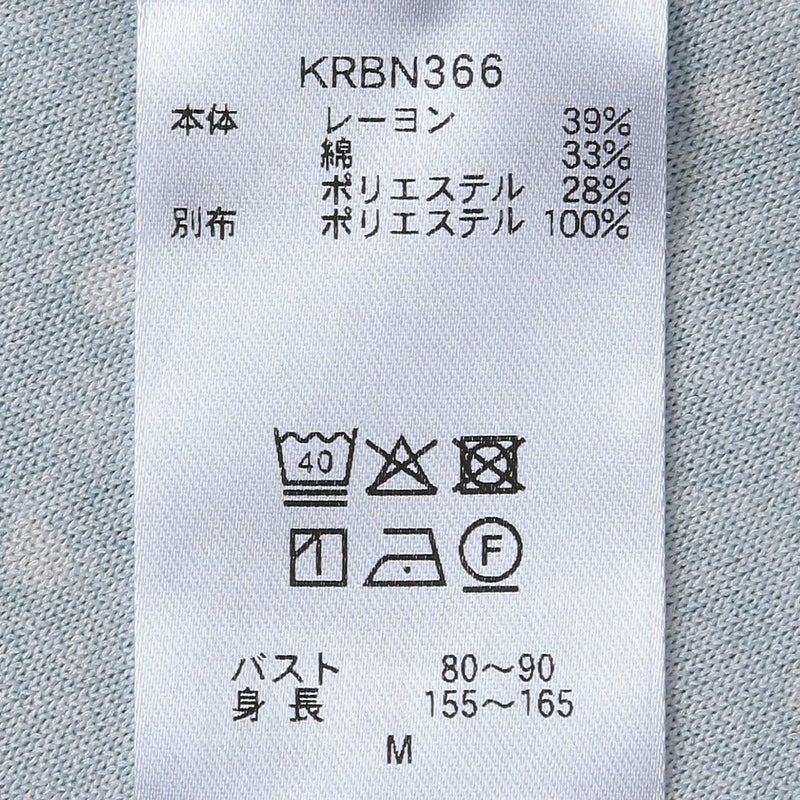 KRBN366
本体 レーヨン 39%
綿 33%
ポリエステル 28%
別布 ポリエステル 100%
40
F
バスト 80～90
身長 155～165
M